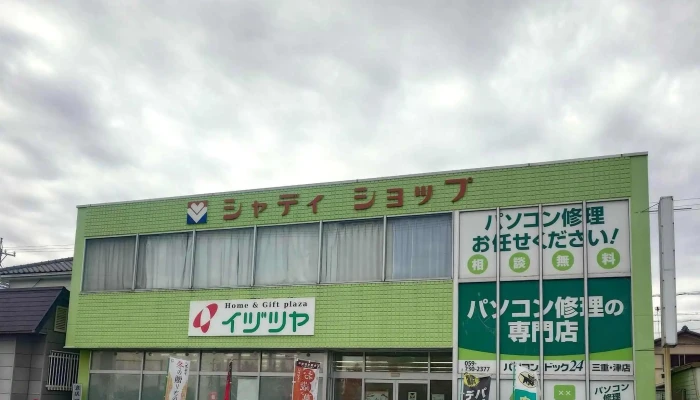 シャディ ショップ
パソコン修理
お任せください!
相談無料
Home & Gift plaza
イヅツヤ
パソコン修理の
専門店
059-
230-2377
パソコンドック24
三重・津店
パソコン